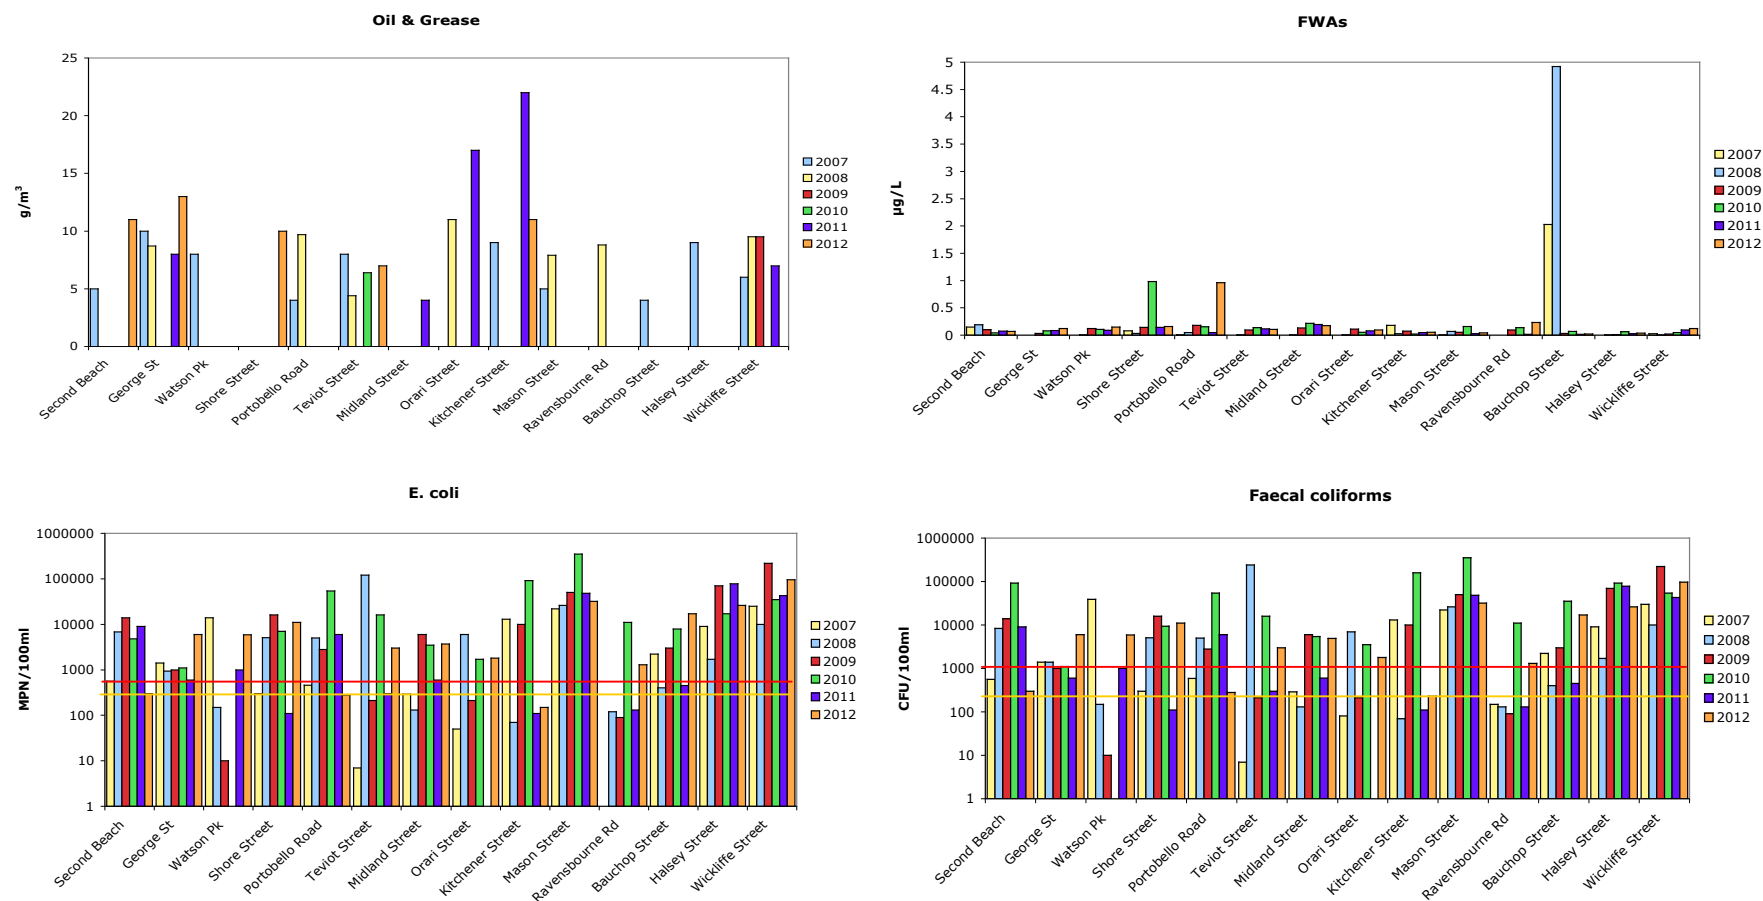 Oil & Grease
25
20
15
10
5
0
g/m³
Second Beach
George St
Watson Pk
Shore Street
Portobello Road
Teviot Street
Midland Street
Orari Street
Kitchener Street
Mason Street
Ravensbourne Rd
Bauchop Street
Halsey Street
Wickliffe Street
2007
2008
2009
2010
2011
2012
FWAs
5
4.5
4
3.5
3
2.5
2
1.5
1
0.5
0
µg/L
Second Beach
George St
Watson Pk
Shore Street
Portobello Road
Teviot Street
Midland Street
Orari Street
Kitchener Street
Mason Street
Ravensbourne Rd
Bauchop Street
Halsey Street
Wickliffe Street
2007
2008
2009
2010
2011
2012
E. coli
1000000
100000
10000
1000
100
10
1
MPN/100ml
Second Beach
George St
Watson Pk
Shore Street
Portobello Road
Teviot Street
Midland Street
Orari Street
Kitchener Street
Mason Street
Ravensbourne Rd
Bauchop Street
Halsey Street
Wickliffe Street
2007
2008
2009
2010
2011
2012
Faecal coliforms
1000000
100000
10000
1000
100
10
1
CFU/100ml
Second Beach
George St
Watson Pk
Shore Street
Portobello Road
Teviot Street
Midland Street
Orari Street
Kitchener Street
Mason Street
Ravensbourne Rd
Bauchop Street
Halsey Street
Wickliffe Street
2007
2008
2009
2010
2011
2012